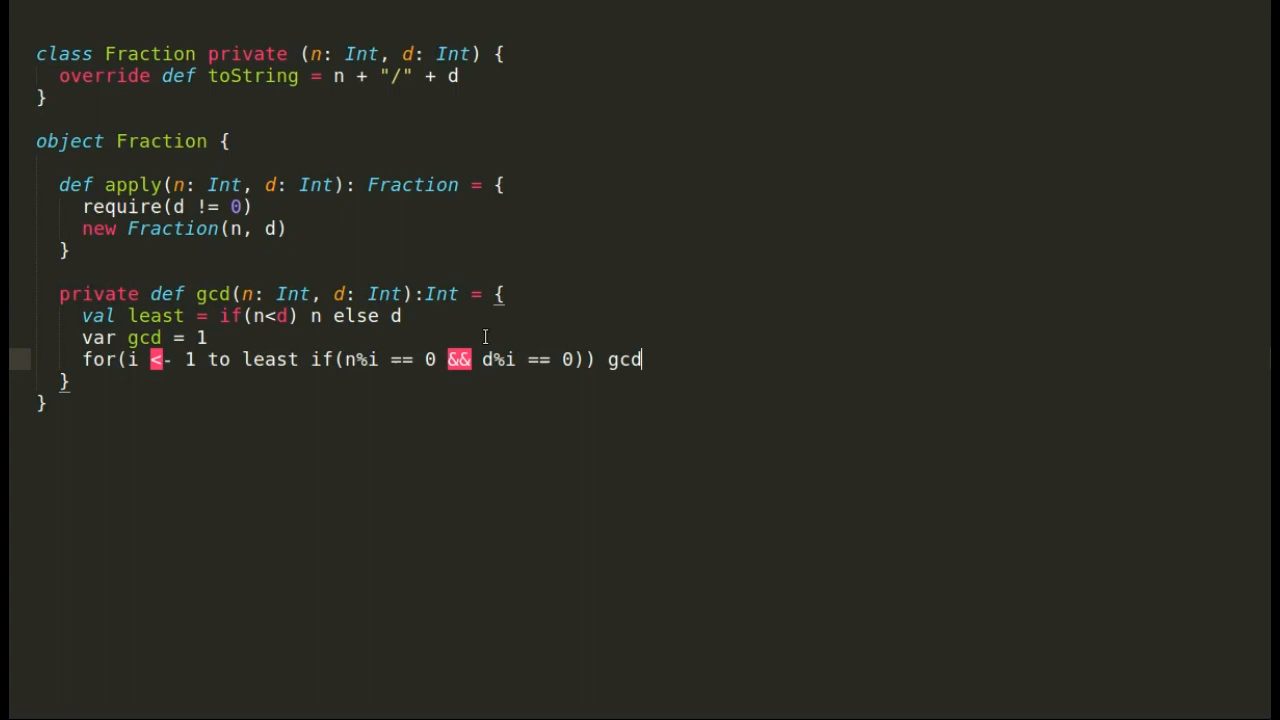 class Fraction private (n: Int, d: Int) {
override def toString = n + "/" + d
}
object Fraction {
def apply(n: Int, d: Int): Fraction = {
require(d != 0)
new Fraction(n, d)
}
private def gcd(n: Int, d: Int):Int = {
val least = if(n<d) n else d
var gcd = 1
for(i <- 1 to least if(n%i == 0 && d%i == 0)) gcd
}
}